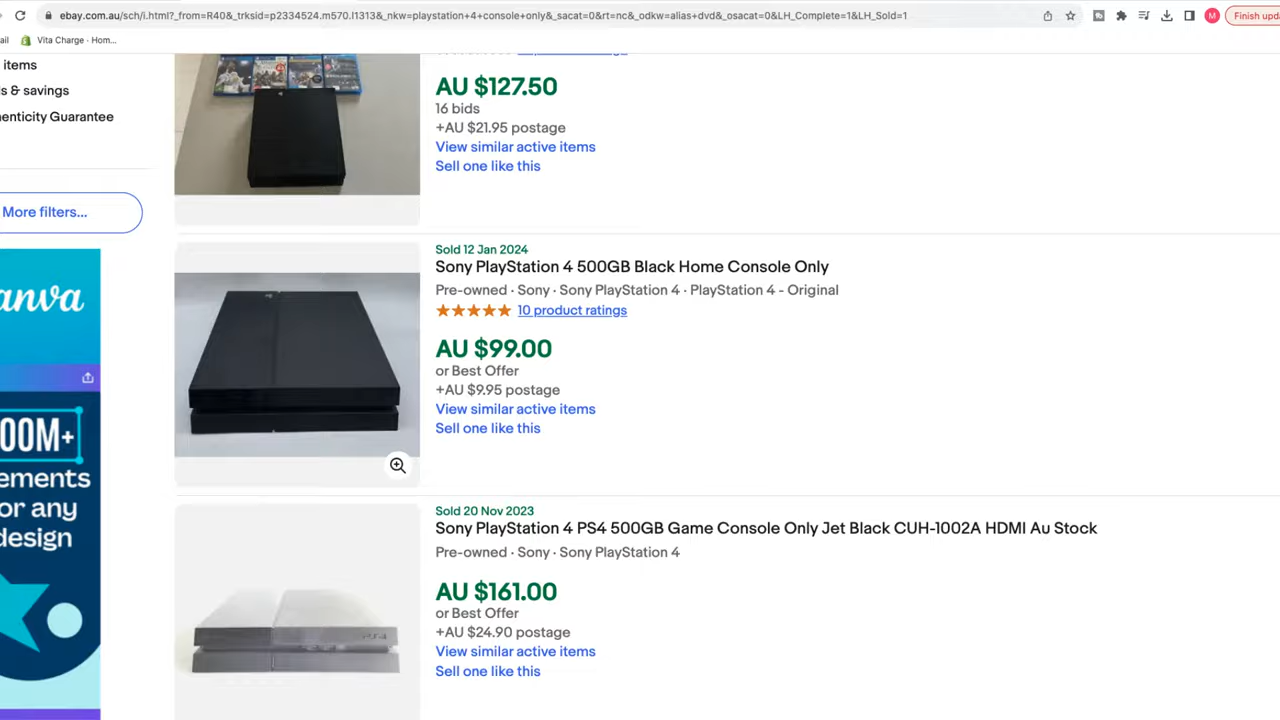 ebay.com.au/sch/i.html?_from=R40&_trksid=p2334524.m570.l1313&_nkw=playstation+4+console+only&_sacat=0&rt=nc&_odkw=alias+dvd&_osacat=0&LH_Complete=1&LH_Sold=1
M
Finish upd
ail
Vita Charge · Hom...
items
s & savings
enticity Guarantee
More filters...
anva
00M+
ements
or any
design
AU $127.50
16 bids
+AU $21.95 postage
View similar active items
Sell one like this
Sold 12 Jan 2024
Sony PlayStation 4 500GB Black Home Console Only
Pre-owned · Sony · Sony PlayStation 4 · PlayStation 4 - Original
10 product ratings
AU $99.00
or Best Offer
+AU $9.95 postage
View similar active items
Sell one like this
Sold 20 Nov 2023
Sony PlayStation 4 PS4 500GB Game Console Only Jet Black CUH-1002A HDMI Au Stock
Pre-owned · Sony · Sony PlayStation 4
AU $161.00
or Best Offer
+AU $24.90 postage
View similar active items
Sell one like this
PS4